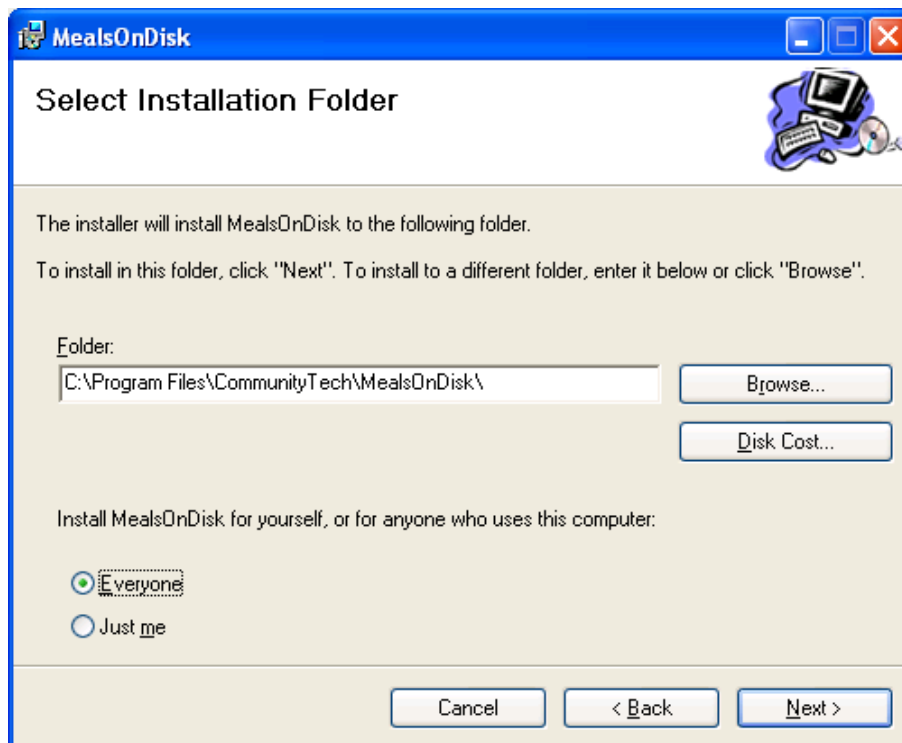 MealsOnDisk
Select Installation Folder
The installer will install MealsOnDisk to the following folder.
To install in this folder, click "Next". To install to a different folder, enter it below or click "Browse".
Folder:
C:\Program Files\CommunityTech\MealsOnDisk\
Browse...
Disk Cost...
Install MealsOnDisk for yourself, or for anyone who uses this computer:
Everyone
Just me
Cancel
< Back
Next >